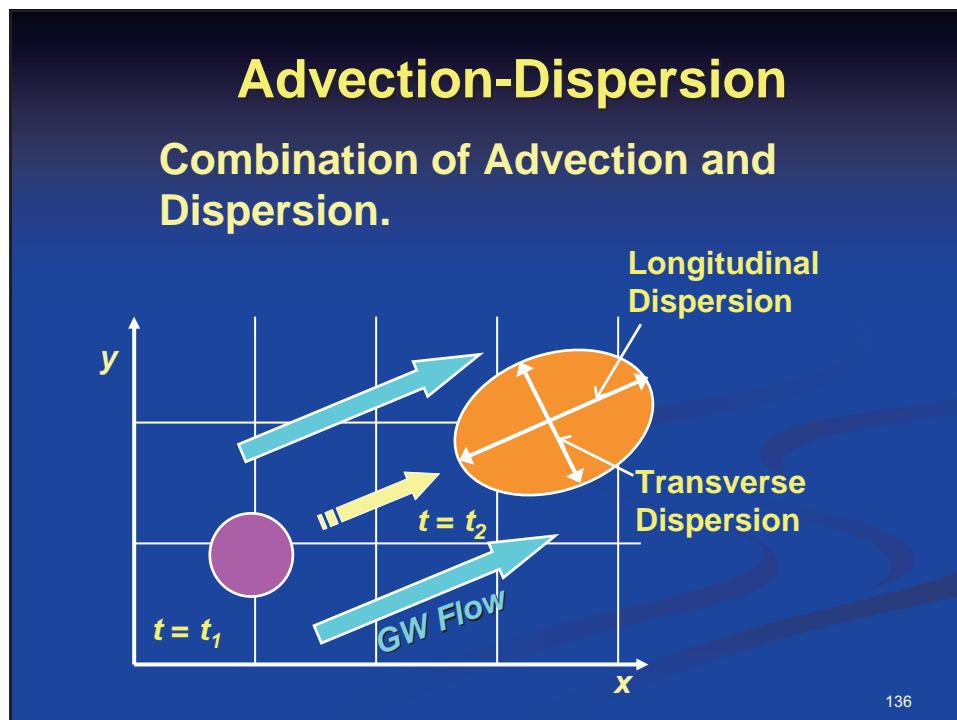 Advection-Dispersion
Combination of Advection and
Dispersion.
Longitudinal
Dispersion
y
Transverse
Dispersion
t = t2
GW Flow
t = t1
x
136